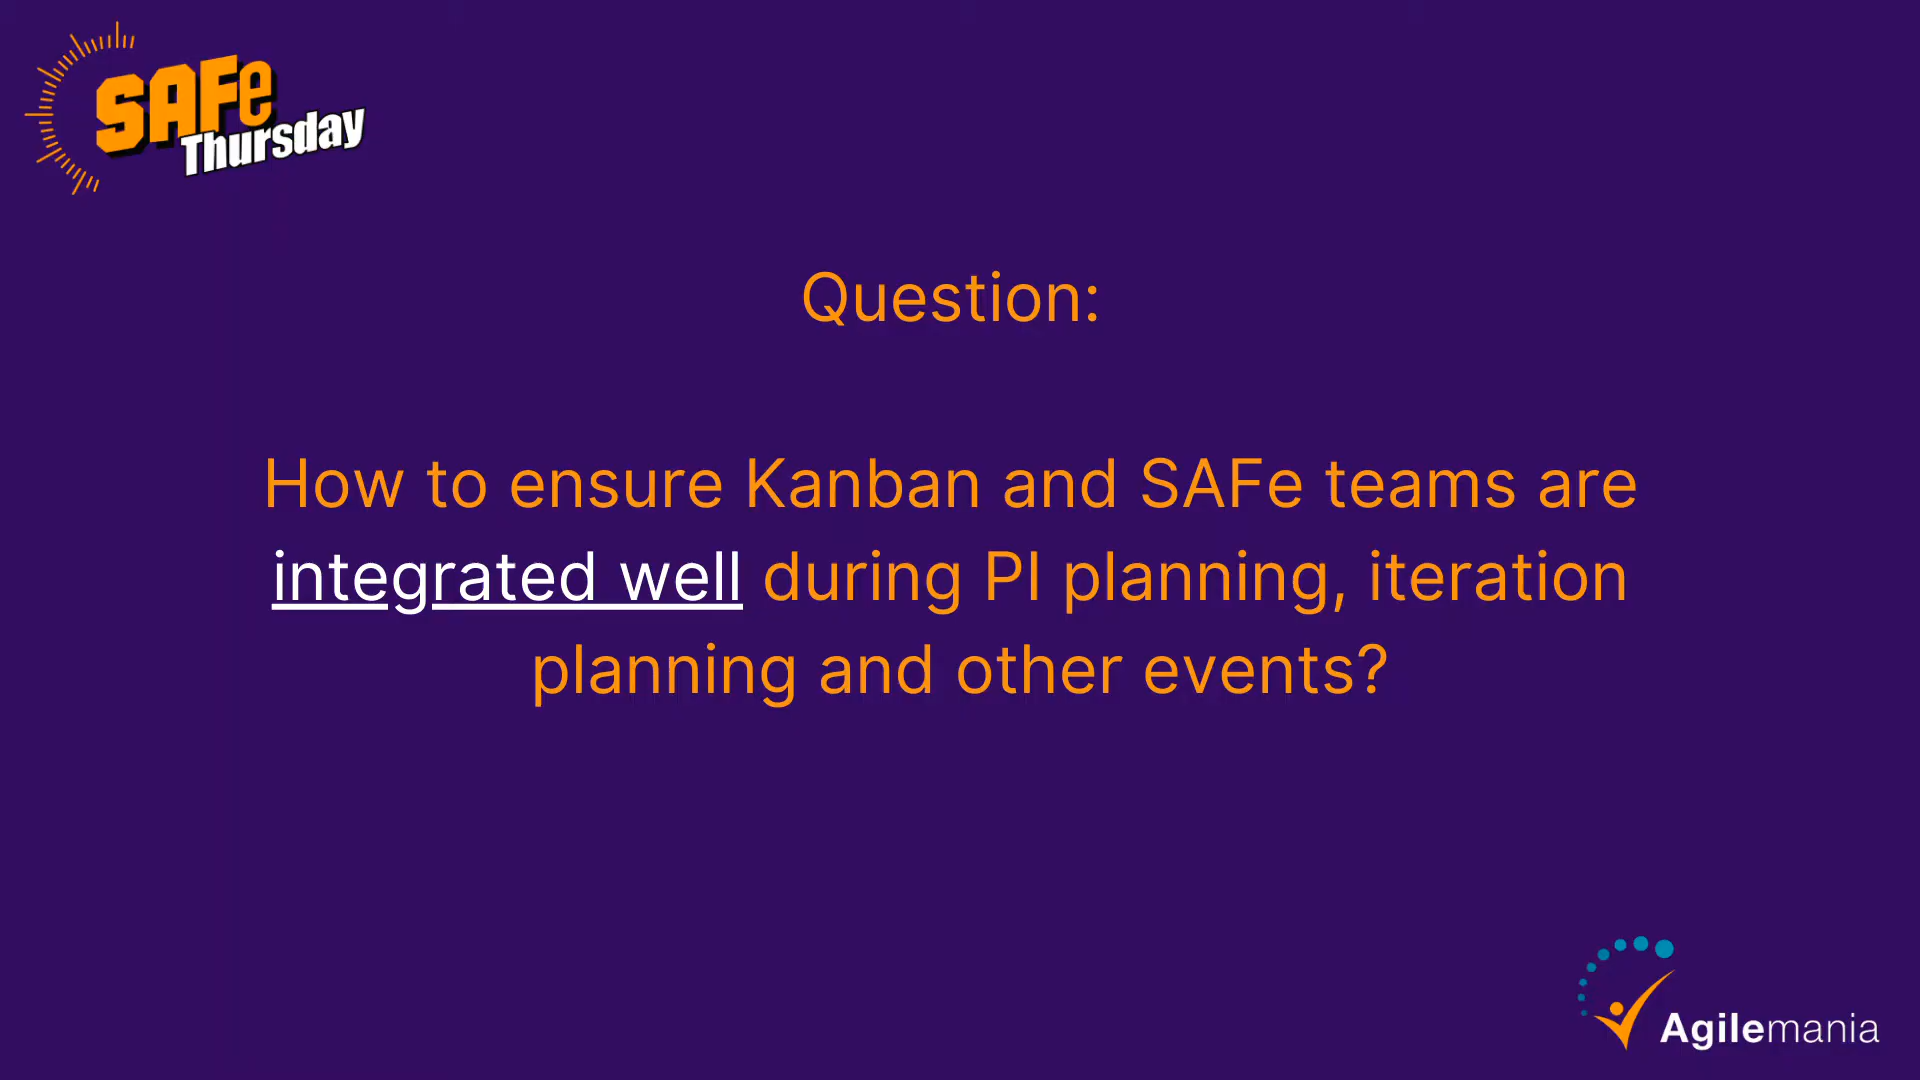 SAFe
Thursday
Question:
How to ensure Kanban and SAFe teams are
integrated well during PI planning, iteration
planning and other events?
Agilemania